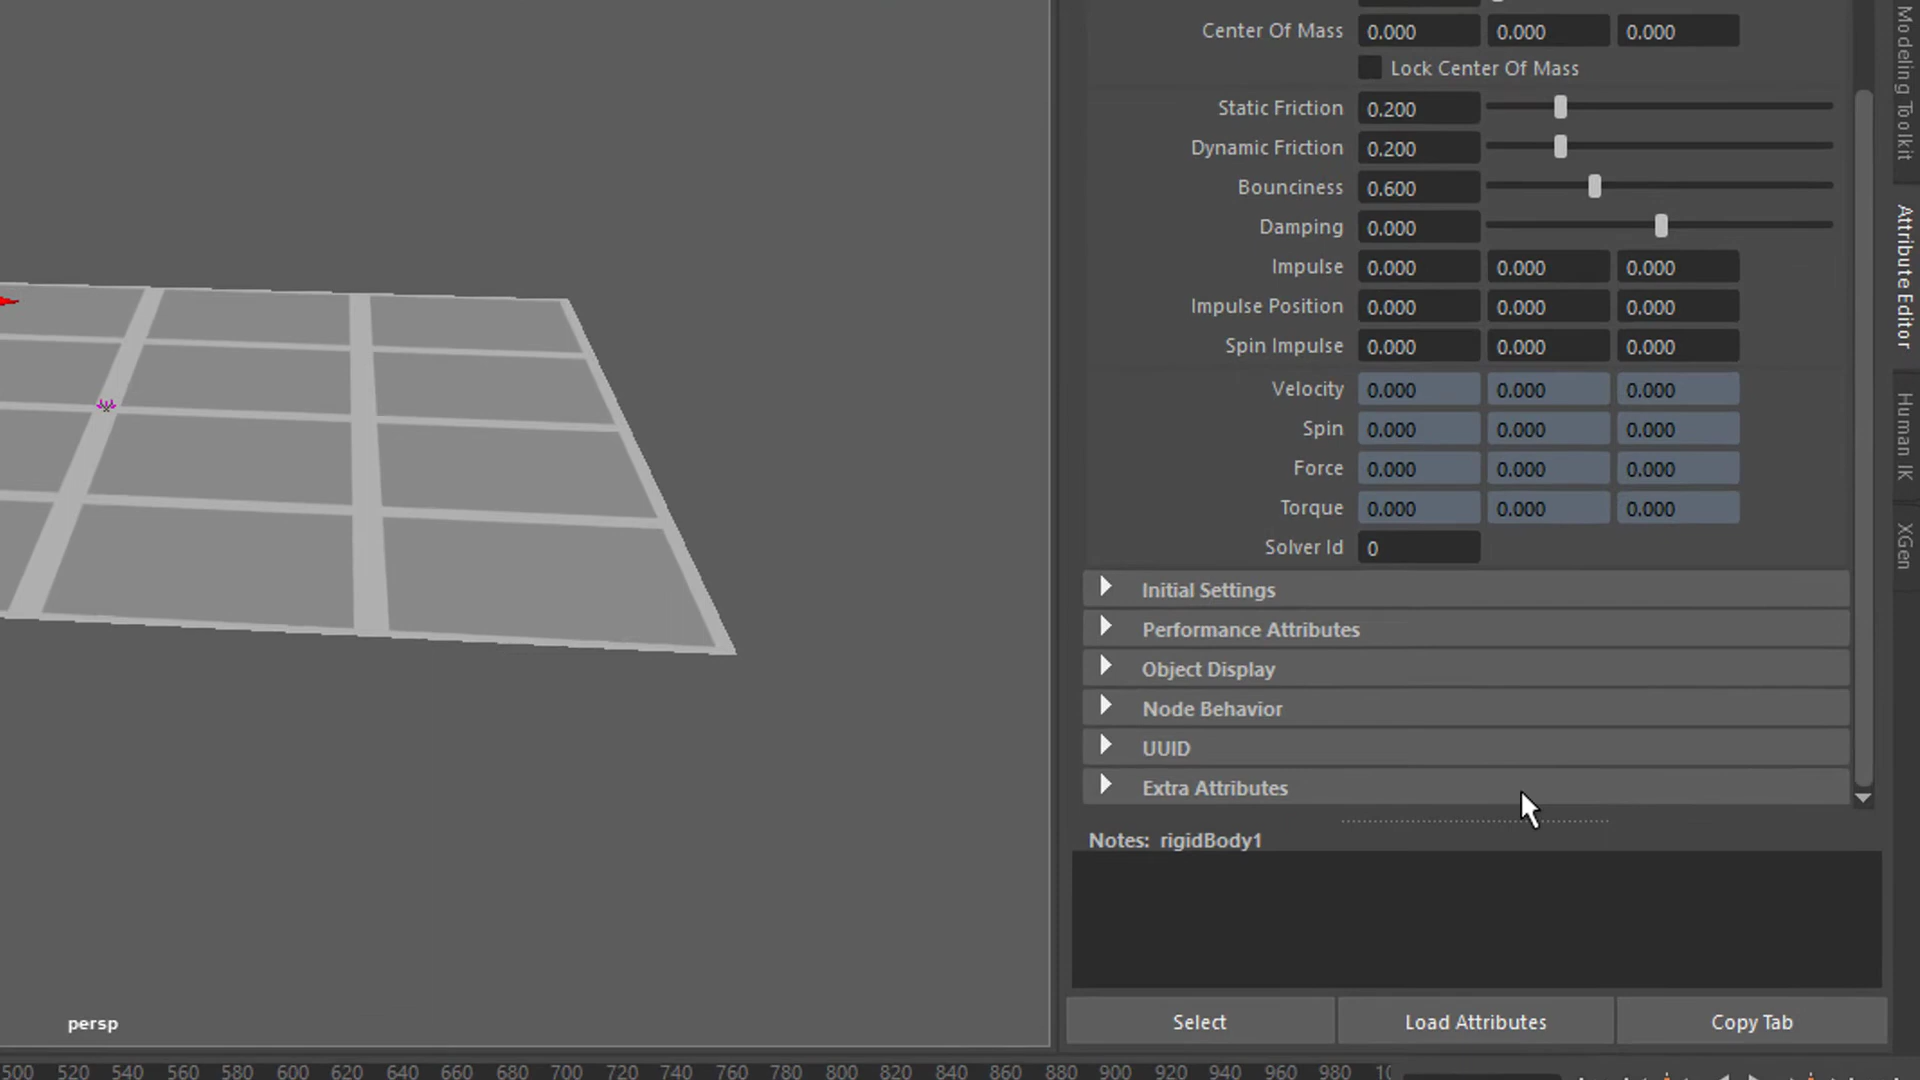 Center Of Mass 0.000 0.000 0.000
Lock Center Of Mass
Static Friction 0.200
Dynamic Friction 0.200
Bounciness 0.600
Damping 0.000
Impulse 0.000 0.000 0.000
Impulse Position 0.000 0.000 0.000
Spin Impulse 0.000 0.000 0.000
Velocity 0.000 0.000 0.000
Spin 0.000 0.000 0.000
Force 0.000 0.000 0.000
Torque 0.000 0.000 0.000
Solver Id 0
Initial Settings
Performance Attributes
Object Display
Node Behavior
UUID
Extra Attributes
Notes: rigidBody1
Select Load Attributes Copy Tab
Modeling Toolkit
Attribute Editor
Human IK
XGen
persp
500 520 540 560 580 600 620 640 660 680 700 720 740 760 780 800 820 840 860 880 900 920 940 960 980